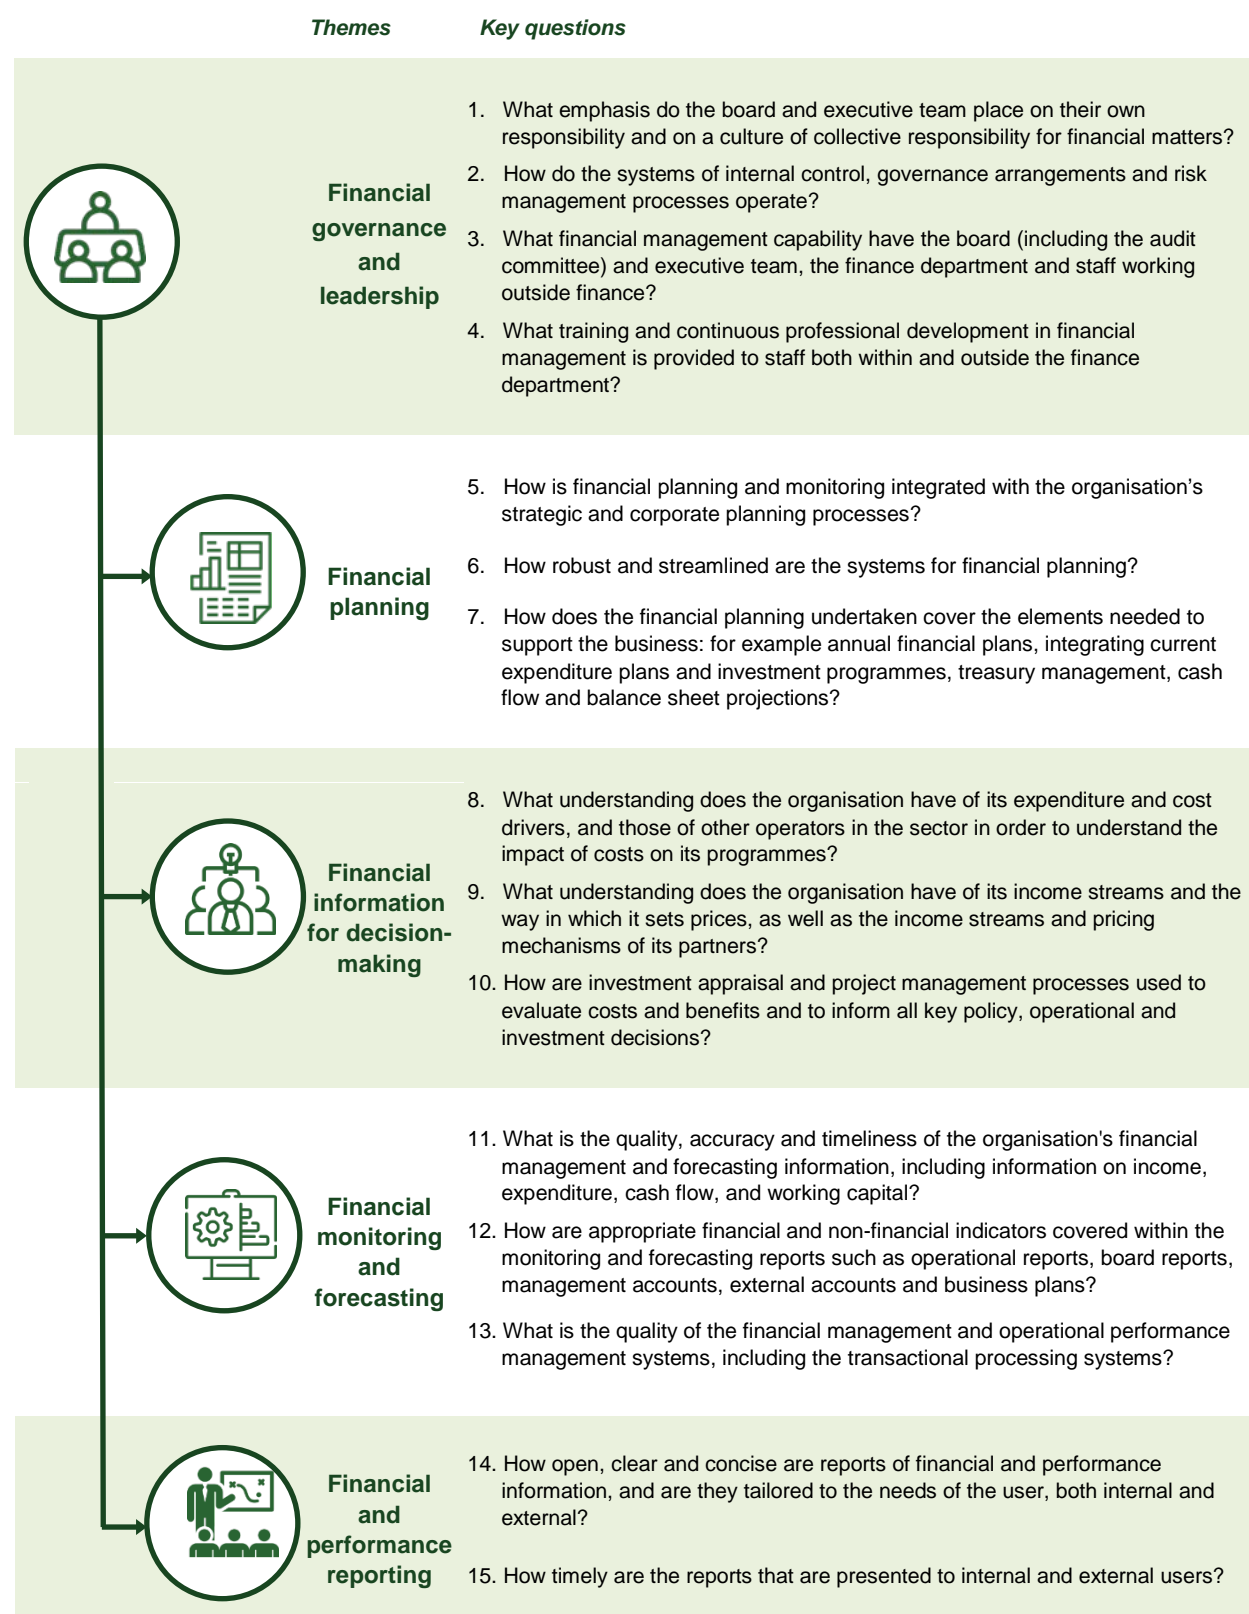 Themes
Key questions
Financial
governance
and
leadership
1. What emphasis do the board and executive team place on their own
responsibility and on a culture of collective responsibility for financial matters?
2. How do the systems of internal control, governance arrangements and risk
management processes operate?
3. What financial management capability have the board (including the audit
committee) and executive team, the finance department and staff working
outside finance?
4. What training and continuous professional development in financial
management is provided to staff both within and outside the finance
department?
Financial
planning
5. How is financial planning and monitoring integrated with the organisation’s
strategic and corporate planning processes?
6. How robust and streamlined are the systems for financial planning?
7. How does the financial planning undertaken cover the elements needed to
support the business: for example annual financial plans, integrating current
expenditure plans and investment programmes, treasury management, cash
flow and balance sheet projections?
Financial
information
for decision-
making
8. What understanding does the organisation have of its expenditure and cost
drivers, and those of other operators in the sector in order to understand the
impact of costs on its programmes?
9. What understanding does the organisation have of its income streams and the
way in which it sets prices, as well as the income streams and pricing
mechanisms of its partners?
10. How are investment appraisal and project management processes used to
evaluate costs and benefits and to inform all key policy, operational and
investment decisions?
Financial
monitoring
and
forecasting
11. What is the quality, accuracy and timeliness of the organisation's financial
management and forecasting information, including information on income,
expenditure, cash flow, and working capital?
12. How are appropriate financial and non-financial indicators covered within the
monitoring and forecasting reports such as operational reports, board reports,
management accounts, external accounts and business plans?
13. What is the quality of the financial management and operational performance
management systems, including the transactional processing systems?
Financial
and
performance
reporting
14. How open, clear and concise are reports of financial and performance
information, and are they tailored to the needs of the user, both internal and
external?
15. How timely are the reports that are presented to internal and external users?